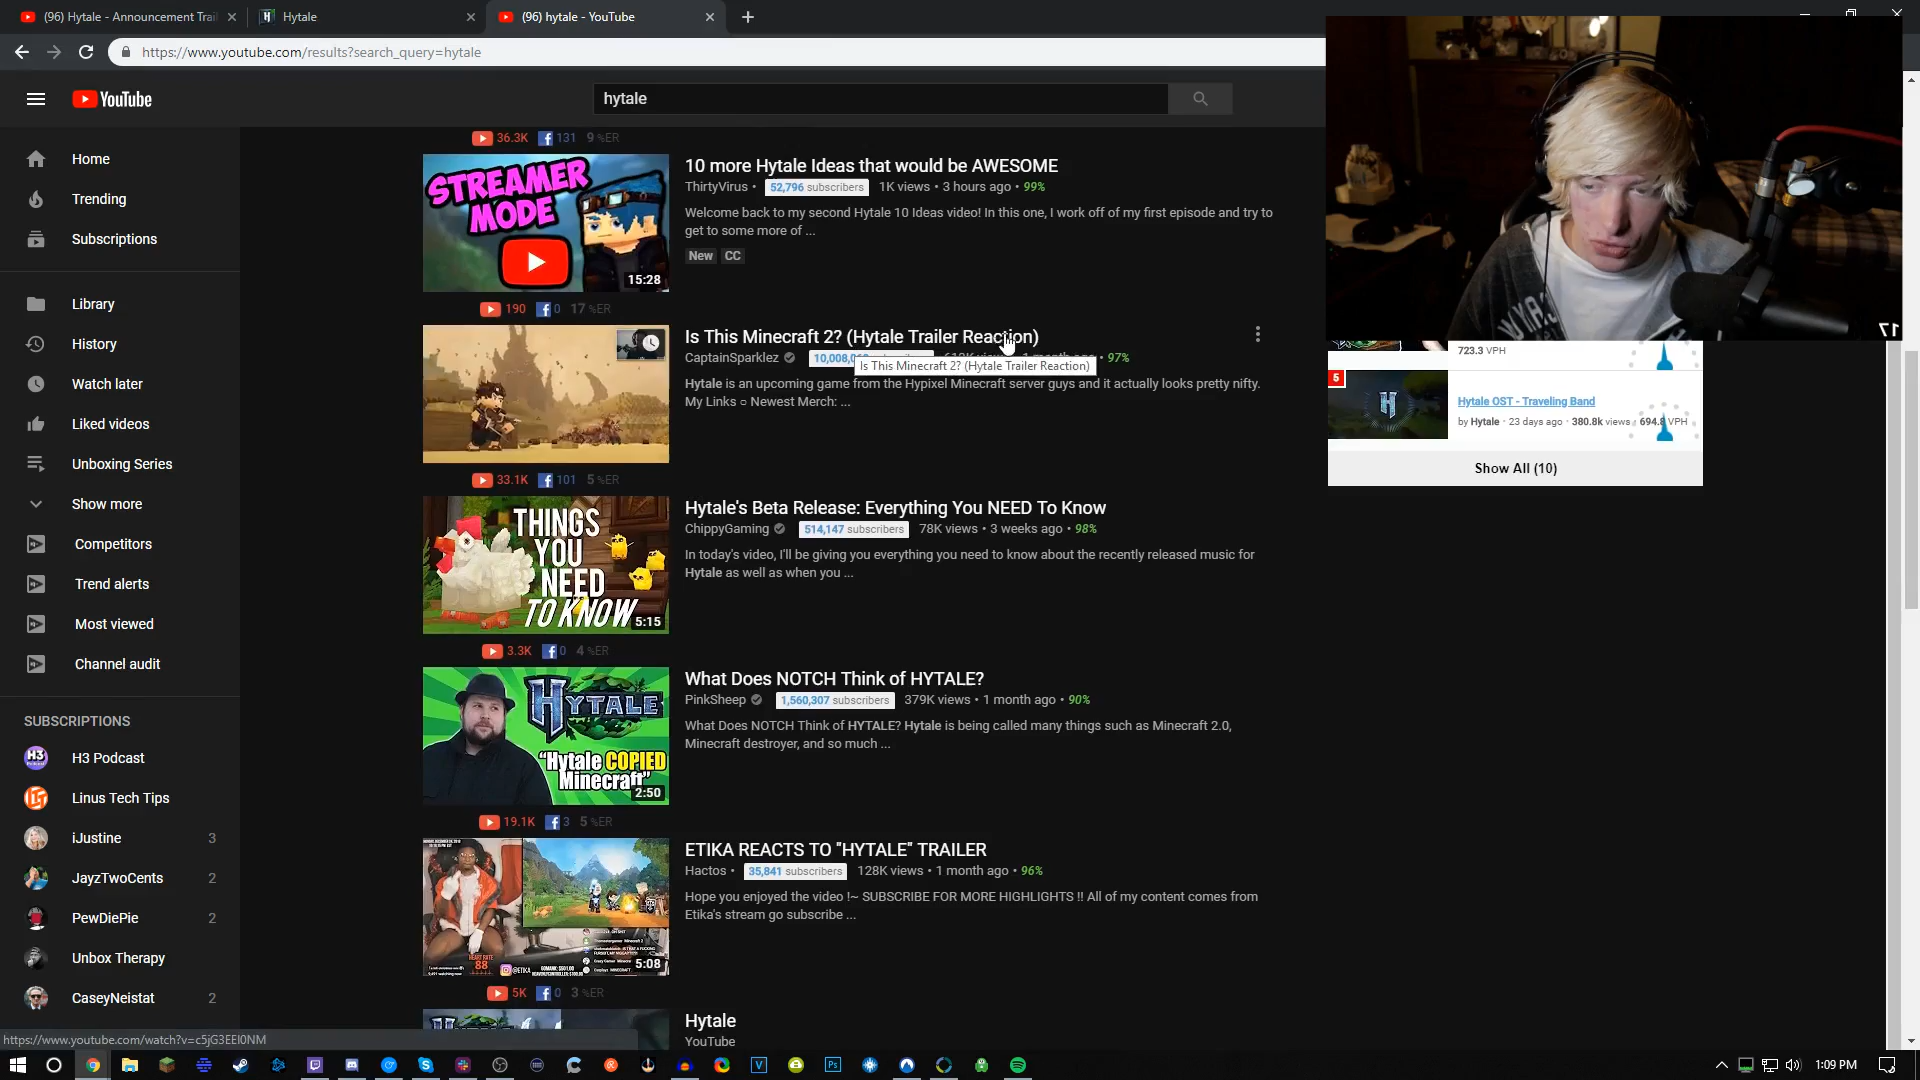 (96) Hytale - Announcement Trai
Hytale
(96) hytale - YouTube
https://www.youtube.com/results?search_query=hytale
YouTube
hytale
Home
Trending
Subscriptions
Library
History
Watch later
Liked videos
Unboxing Series
Show more
Competitors
Trend alerts
Most viewed
Channel audit
SUBSCRIPTIONS
H3 Podcast
Linus Tech Tips
iJustine 3
JayzTwoCents 2
PewDiePie 2
Unbox Therapy
CaseyNeistat 2
36.3K 131 9 %ER
STREAMER
MODE
15:28
10 more Hytale Ideas that would be AWESOME
ThirtyVirus • 52,796 subscribers 1K views • 3 hours ago • 99%
Welcome back to my second Hytale 10 Ideas video! In this one, I work off of my first episode and try to
get to some more of ...
New CC
190 0 17 %ER
Is This Minecraft 2? (Hytale Trailer Reaction)
CaptainSparklez • 97%
Is This Minecraft 2? (Hytale Trailer Reaction)
Hytale is an upcoming game from the Hypixel Minecraft server guys and it actually looks pretty nifty.
My Links ○ Newest Merch: ...
33.1K 101 5 %ER
THINGS
YOU
NEED
TO KNOW
5:15
Hytale's Beta Release: Everything You NEED To Know
ChippyGaming 514,147 subscribers 78K views • 3 weeks ago • 98%
In today's video, I'll be giving you everything you need to know about the recently released music for
Hytale as well as when you ...
3.3K 0 4 %ER
HYTALE
"Hytale COPIED
Minecraft"
2:50
What Does NOTCH Think of HYTALE?
PinkSheep 1,560,307 subscribers 379K views • 1 month ago • 90%
What Does NOTCH Think of HYTALE? Hytale is being called many things such as Minecraft 2.0,
Minecraft destroyer, and so much ...
19.1K 3 5 %ER
HEART RATE
88
@ETIKA
5:08
ETIKA REACTS TO "HYTALE" TRAILER
Hactos • 35,841 subscribers 128K views • 1 month ago • 96%
Hope you enjoyed the video !~ SUBSCRIBE FOR MORE HIGHLIGHTS !! All of my content comes from
Etika's stream go subscribe ...
5K 0 3 %ER
Hytale
YouTube
723.3 VPH
5
Hytale OST - Traveling Band
by Hytale • 23 days ago • 380.8k views • 694.8 VPH
Show All (10)
https://www.youtube.com/watch?v=c5jG3EEI0NM
1:09 PM